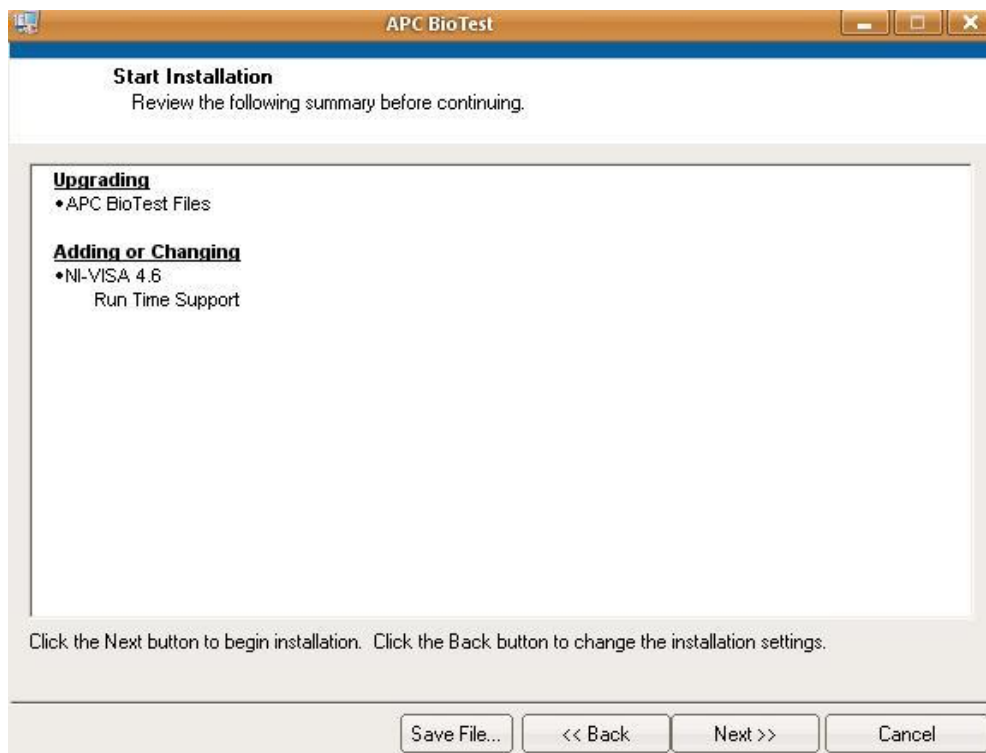 APC BioTest
Start Installation
Review the following summary before continuing.
Upgrading
•APC BioTest Files
Adding or Changing
•NI-VISA 4.6
Run Time Support
Click the Next button to begin installation. Click the Back button to change the installation settings.
Save File...
<< Back
Next >>
Cancel